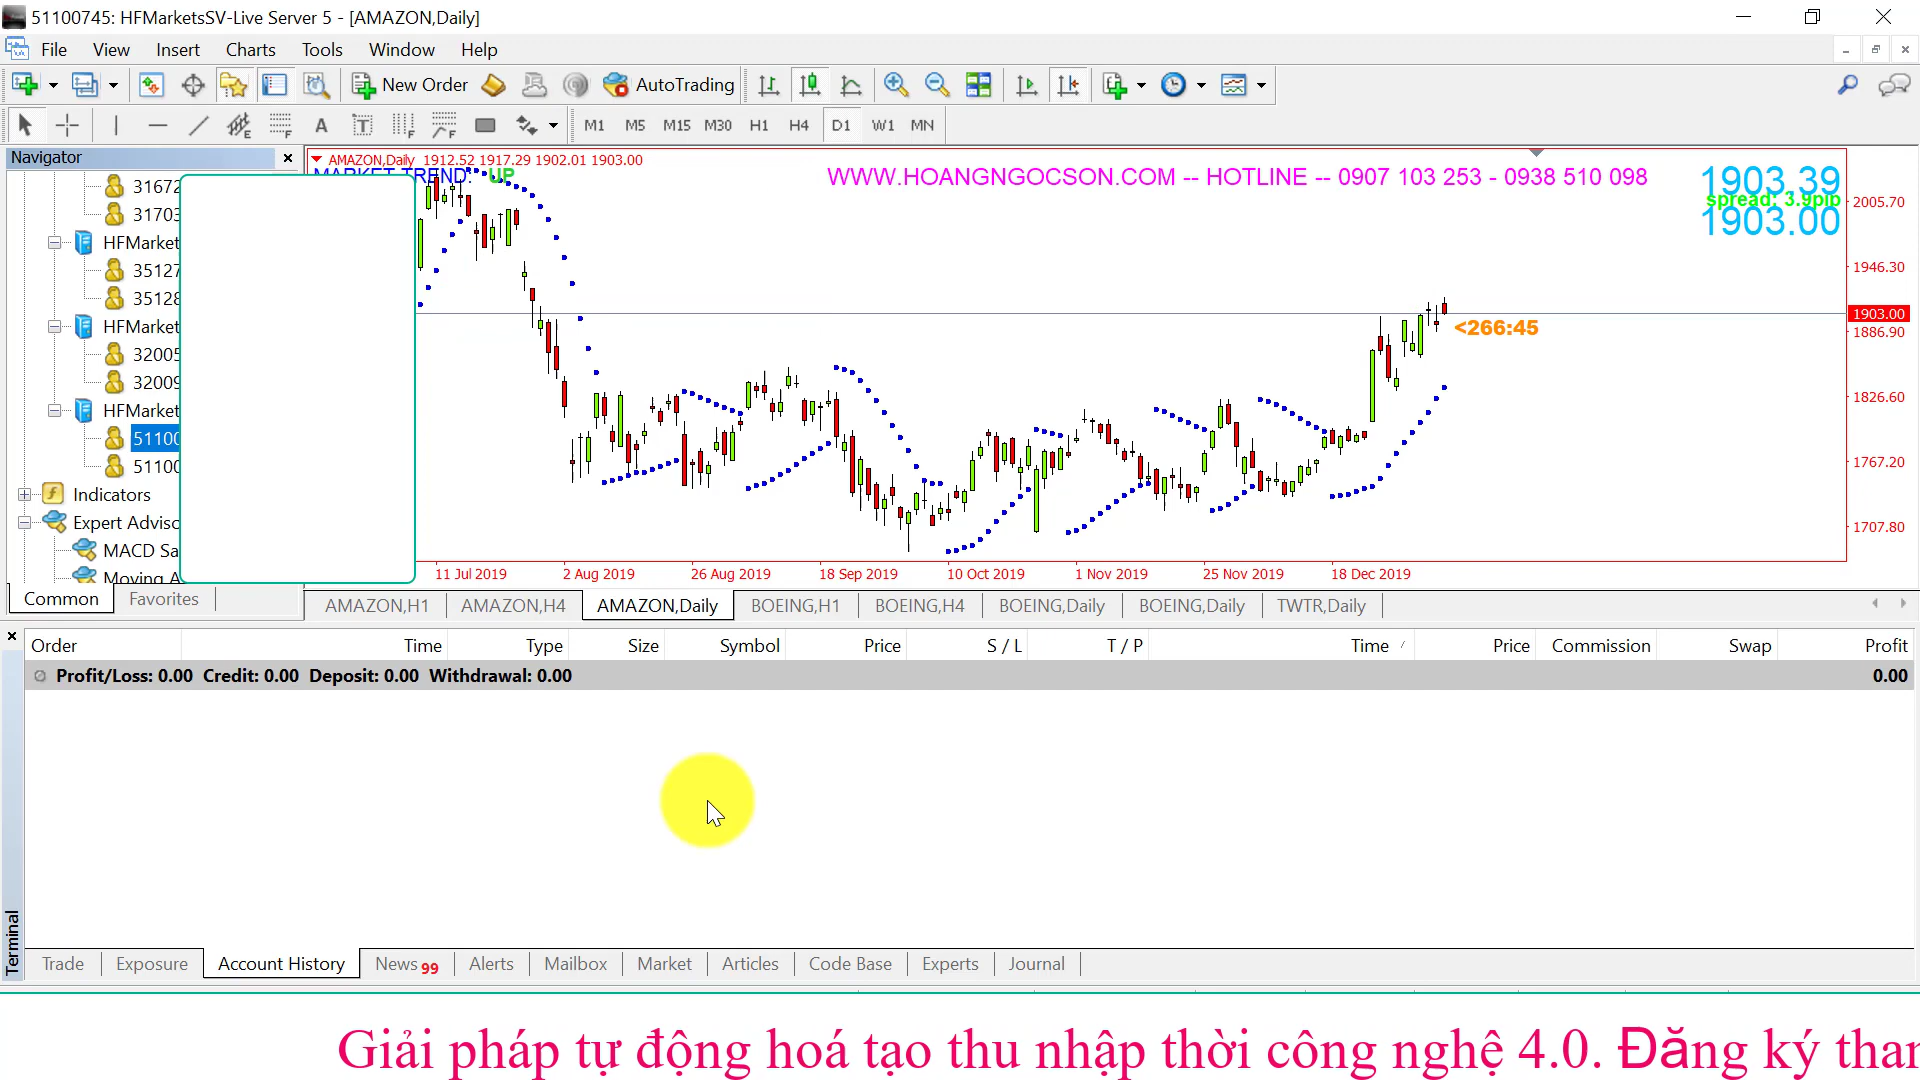 51100745: HFMarketsSV-Live Server 5 - [AMAZON,Daily]
File View Insert Charts Tools Window Help
New Order AutoTrading
M1 M5 M15 M30 H1 H4 D1 W1 MN
Navigator
31672
31703
HFMarket
35127
35128
HFMarket
32005
32009
HFMarket
51100
51100
Indicators
Expert Adviso
MACD Sa
Moving A
Common Favorites
AMAZON,Daily 1912.52 1917.29 1902.01 1903.00
MARKET TREND: UP
WWW.HOANGNGOCSON.COM -- HOTLINE -- 0907 103 253 - 0938 510 098
1903.39
spread: 3.9pip
1903.00
<266:45
2005.70
1946.30
1903.00
1886.90
1826.60
1767.20
1707.80
11 Jul 2019 2 Aug 2019 26 Aug 2019 18 Sep 2019 10 Oct 2019 1 Nov 2019 25 Nov 2019 18 Dec 2019
AMAZON,H1 AMAZON,H4 AMAZON,Daily BOEING,H1 BOEING,H4 BOEING,Daily BOEING,Daily TWTR,Daily
Order Time Type Size Symbol Price S / L T / P Time Price Commission Swap Profit
Profit/Loss: 0.00 Credit: 0.00 Deposit: 0.00 Withdrawal: 0.00 0.00
Terminal
Trade Exposure Account History News 99 Alerts Mailbox Market Articles Code Base Experts Journal
Giải pháp tự động hoá tạo thu nhập thời công nghệ 4.0. Đăng ký tham